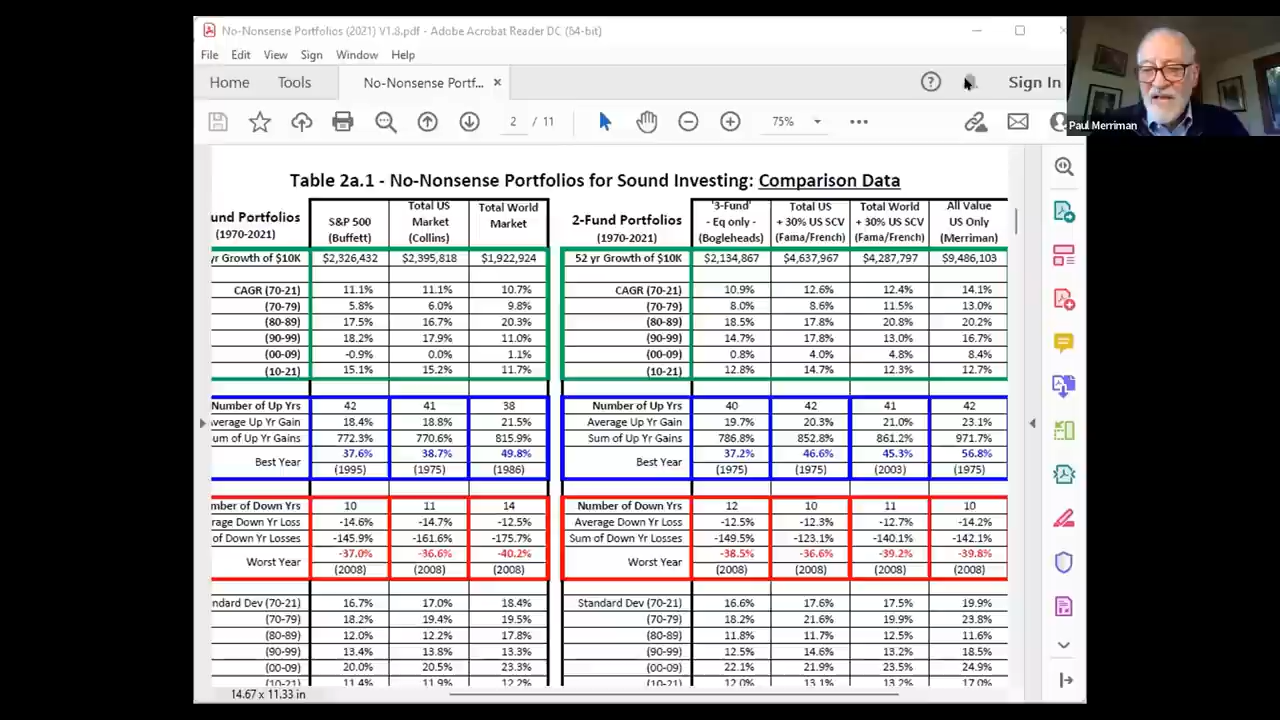 No-Nonsense Portfolios (2021) V1.8.pdf - Adobe Acrobat Reader DC (64-bit)
File Edit View Sign Window Help
Home Tools No-Nonsense Portf... × Sign In
2 / 11 75%
Paul Merriman
Table 2a.1 - No-Nonsense Portfolios for Sound Investing: Comparison Data
und Portfolios (1970-2021) S&P 500 (Buffett) Total US Market (Collins) Total World Market 2-Fund Portfolios (1970-2021) '3-Fund' - Eq only - (Bogleheads) Total US + 30% US SCV (Fama/French) Total World + 30% US SCV (Fama/French) All Value US Only (Merriman)
yr Growth of $10K $2,395,818 $1,922,924 52 yr Growth of $10K $2,134,867 $4,637,967 $4,287,797 $9,486,103
CAGR (70-21) 11.1% 11.1% 10.7% CAGR (70-21) 10.9% 12.6% 12.4% 14.1%
(70-79) 5.8% 6.0% 9.8% (70-79) 8.0% 8.6% 11.5% 13.0%
(80-89) 17.5% 16.7% 20.3% (80-89) 18.5% 17.8% 20.8% 20.2%
(90-99) 18.2% 17.9% 11.0% (90-99) 14.7% 17.8% 13.0% 16.7%
(00-09) -0.9% 0.0% 1.1% (00-09) 0.8% 4.0% 4.8% 8.4%
(10-21) 15.1% 15.2% 11.7% (10-21) 12.8% 14.7% 12.3% 12.7%
Number of Up Yrs 42 41 38 Number of Up Yrs 40 42 41 42
verage Up Yr Gain 18.4% 18.8% 21.5% Average Up Yr Gain 19.7% 20.3% 21.0% 23.1%
um of Up Yr Gains 772.3% 770.6% 815.9% Sum of Up Yr Gains 786.8% 852.8% 861.2% 971.7%
Best Year 37.6% 38.7% 49.8% Best Year 37.2% 46.6% 45.3% 56.8%
(1995) (1975) (1986) (1975) (1975) (2003) (1975)
mber of Down Yrs 10 11 14 Number of Down Yrs 12 10 11 10
rage Down Yr Loss -14.6% -14.7% -12.5% Average Down Yr Loss -12.5% -12.3% -12.7% -14.2%
of Down Yr Losses -145.9% -161.6% -175.7% Sum of Down Yr Losses -149.5% -123.1% -140.1% -142.1%
Worst Year -37.0% -36.6% -40.2% Worst Year -38.5% -36.6% -39.2% -39.8%
(2008) (2008) (2008) (2008) (2008) (2008) (2008)
ndard Dev (70-21) 16.7% 17.0% 18.4% Standard Dev (70-21) 16.6% 17.6% 17.5% 19.9%
(70-79) 18.2% 19.4% 19.5% (70-79) 18.2% 21.6% 19.9% 23.8%
(80-89) 12.0% 12.2% 17.8% (80-89) 11.8% 11.7% 12.5% 11.6%
(90-99) 13.4% 13.8% 13.3% (90-99) 12.5% 14.6% 13.2% 18.5%
(00-09) 20.0% 20.5% 23.3% (00-09) 22.1% 21.9% 23.5% 24.9%
(10-21) 11.4% 11.9% 12.2% (10-21) 12.0% 13.1% 13.2% 17.0%
14.67 x 11.33 in